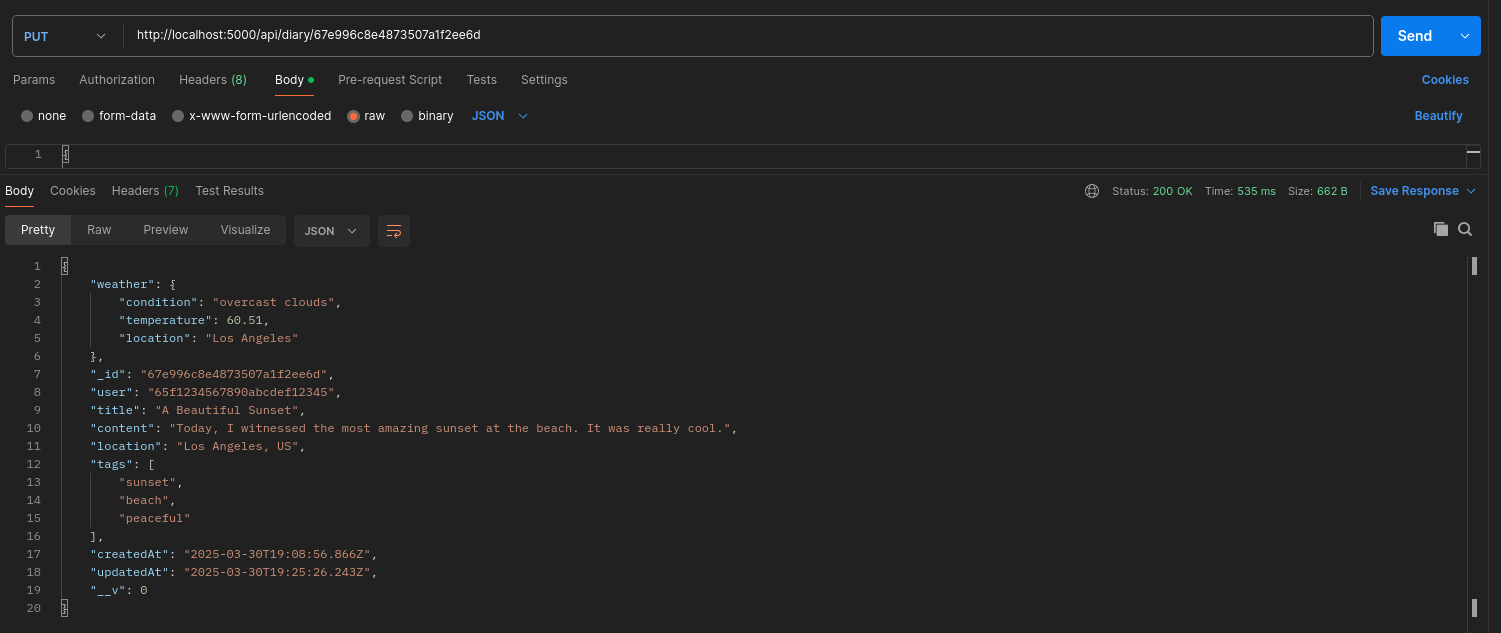 PUT http://localhost:5000/api/diary/67e996c8e4873507a1f2ee6d Send
Params Authorization Headers (8) Body Pre-request Script Tests Settings Cookies
none form-data x-www-form-urlencoded raw binary JSON Beautify
1 {
Body Cookies Headers (7) Test Results Status: 200 OK Time: 535 ms Size: 662 B Save Response
Pretty Raw Preview Visualize JSON
1 {
2 "weather": {
3 "condition": "overcast clouds",
4 "temperature": 60.51,
5 "location": "Los Angeles"
6 },
7 "_id": "67e996c8e4873507a1f2ee6d",
8 "user": "65f1234567890abcdef12345",
9 "title": "A Beautiful Sunset",
10 "content": "Today, I witnessed the most amazing sunset at the beach. It was really cool.",
11 "location": "Los Angeles, US",
12 "tags": [
13 "sunset",
14 "beach",
15 "peaceful"
16 ],
17 "createdAt": "2025-03-30T19:08:56.866Z",
18 "updatedAt": "2025-03-30T19:25:26.243Z",
19 "__v": 0
20 }